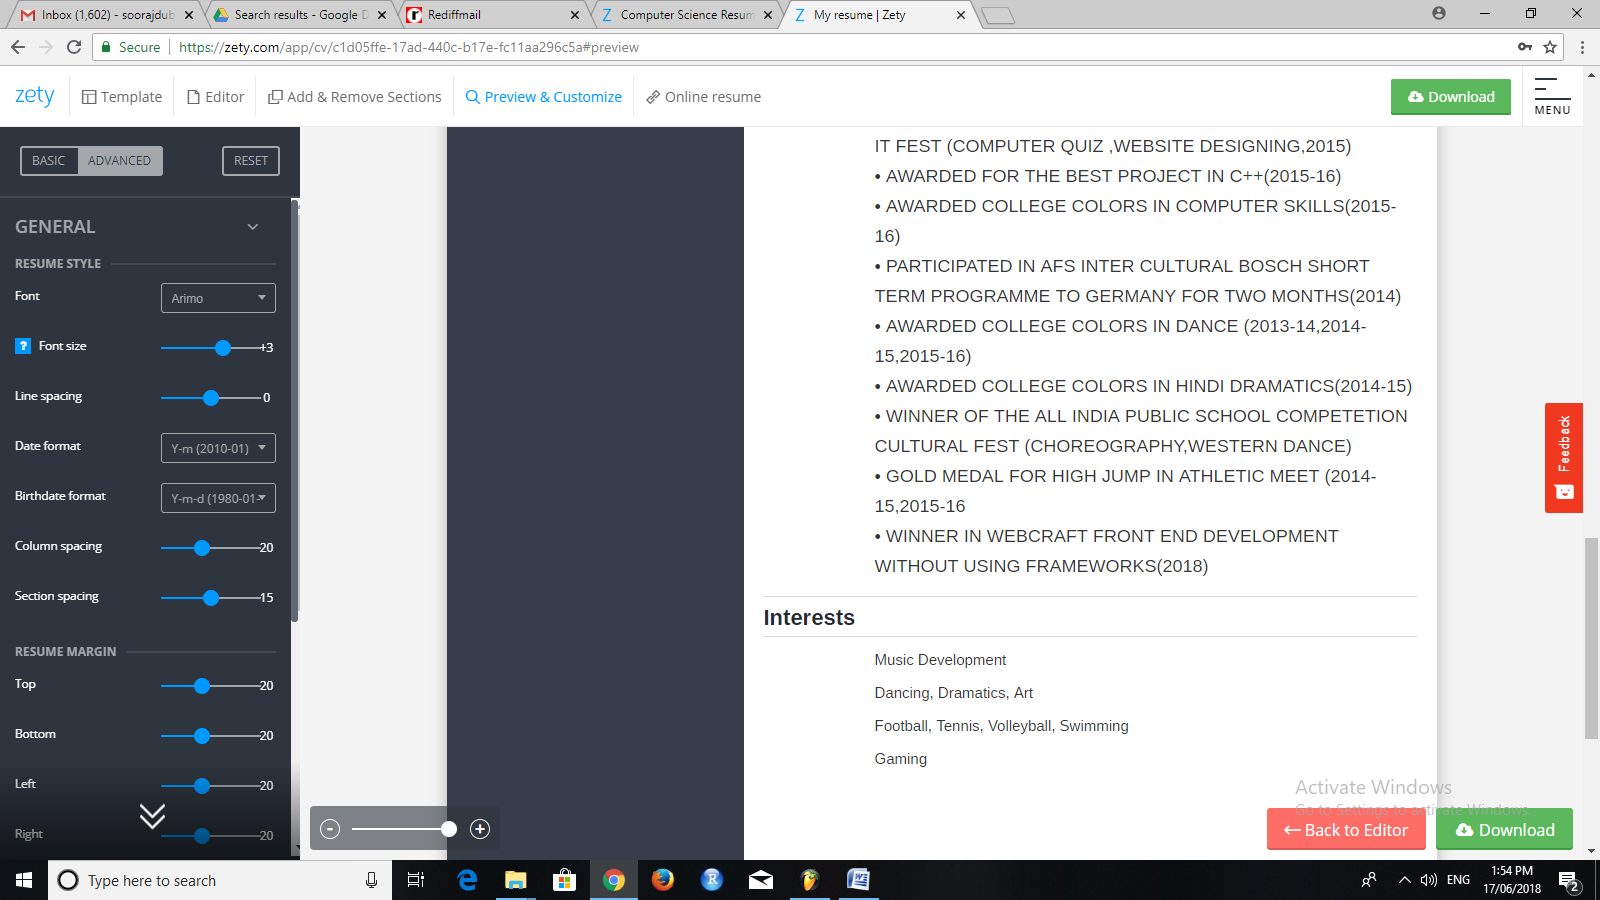 Inbox (1,602) - soorajdub
Search results - Google D
Rediffmail
Computer Science Resum
My resume | Zety
Secure
https://zety.com/app/cv/c1d05ffe-17ad-440c-b17e-fc11aa296c5a#preview
zety
Template
Editor
Add & Remove Sections
Preview & Customize
Online resume
Download
MENU
BASIC
ADVANCED
RESET
GENERAL
RESUME STYLE
Font
Arimo
? Font size
+3
Line spacing
0
Date format
Y-m (2010-01)
Birthdate format
Y-m-d (1980-01-
Column spacing
20
Section spacing
15
RESUME MARGIN
Top
20
Bottom
20
Left
20
Right
20
IT FEST (COMPUTER QUIZ ,WEBSITE DESIGNING,2015)
• AWARDED FOR THE BEST PROJECT IN C++(2015-16)
• AWARDED COLLEGE COLORS IN COMPUTER SKILLS(2015-
16)
• PARTICIPATED IN AFS INTER CULTURAL BOSCH SHORT
TERM PROGRAMME TO GERMANY FOR TWO MONTHS(2014)
• AWARDED COLLEGE COLORS IN DANCE (2013-14,2014-
15,2015-16)
• AWARDED COLLEGE COLORS IN HINDI DRAMATICS(2014-15)
• WINNER OF THE ALL INDIA PUBLIC SCHOOL COMPETETION
CULTURAL FEST (CHOREOGRAPHY,WESTERN DANCE)
• GOLD MEDAL FOR HIGH JUMP IN ATHLETIC MEET (2014-
15,2015-16
• WINNER IN WEBCRAFT FRONT END DEVELOPMENT
WITHOUT USING FRAMEWORKS(2018)
Interests
Music Development
Dancing, Dramatics, Art
Football, Tennis, Volleyball, Swimming
Gaming
Feedback
Activate Windows
Go to Settings to activate Windows.
Back to Editor
Download
Type here to search
ENG
1:54 PM
17/06/2018
2